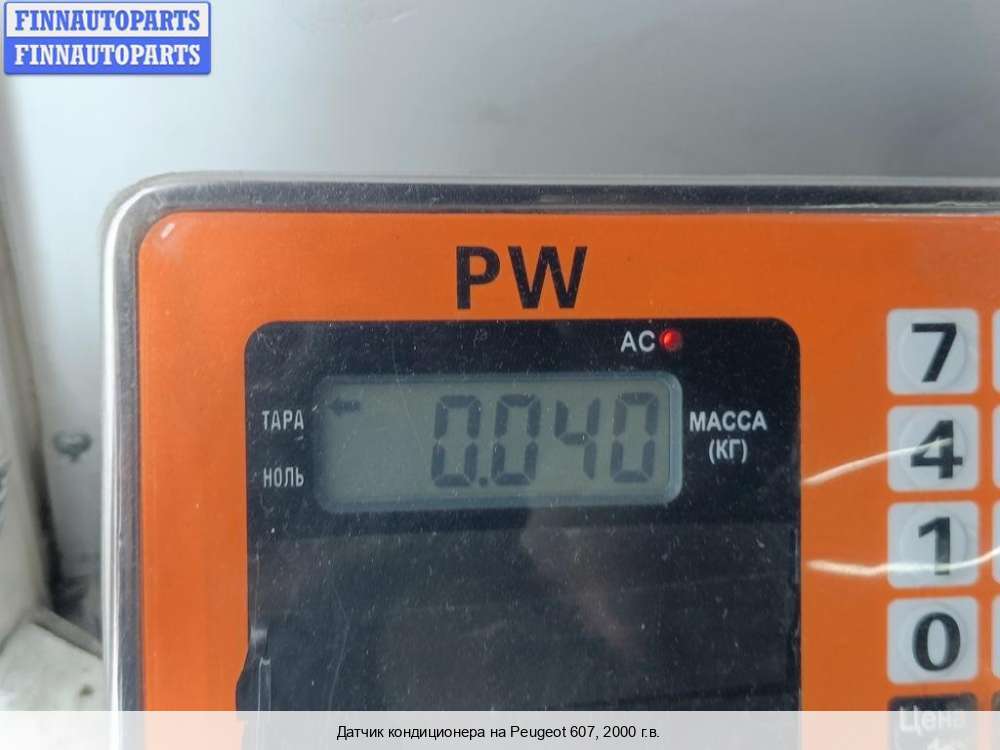 FINNAUTOPARTS
FINNAUTOPARTS
PW
AC
7
ТАРА
0.040
МАССА
(КГ)
4
НОЛЬ
1
0
Цена
Датчик кондиционера на Peugeot 607, 2000 г.в.